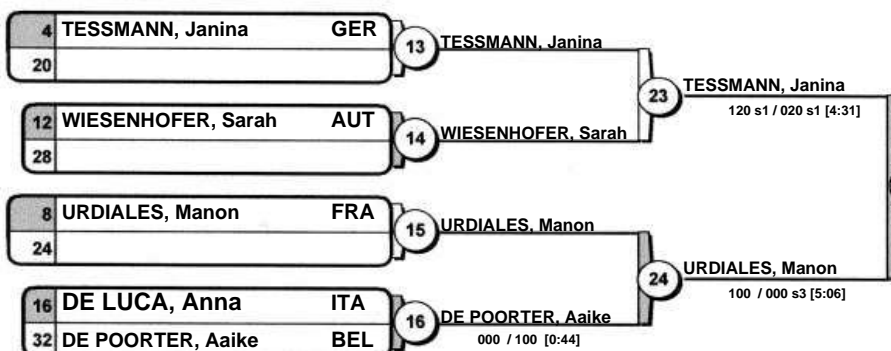 4 TESSMANN, Janina GER
20
13 TESSMANN, Janina
12 WIESENHOFER, Sarah AUT
28
14 WIESENHOFER, Sarah
23 TESSMANN, Janina
120 s1 / 020 s1 [4:31]
8 URDIALES, Manon FRA
24
15 URDIALES, Manon
16 DE LUCA, Anna ITA
32 DE POORTER, Aaike BEL
16 DE POORTER, Aaike
000 / 100 [0:44]
24 URDIALES, Manon
100 / 000 s3 [5:06]